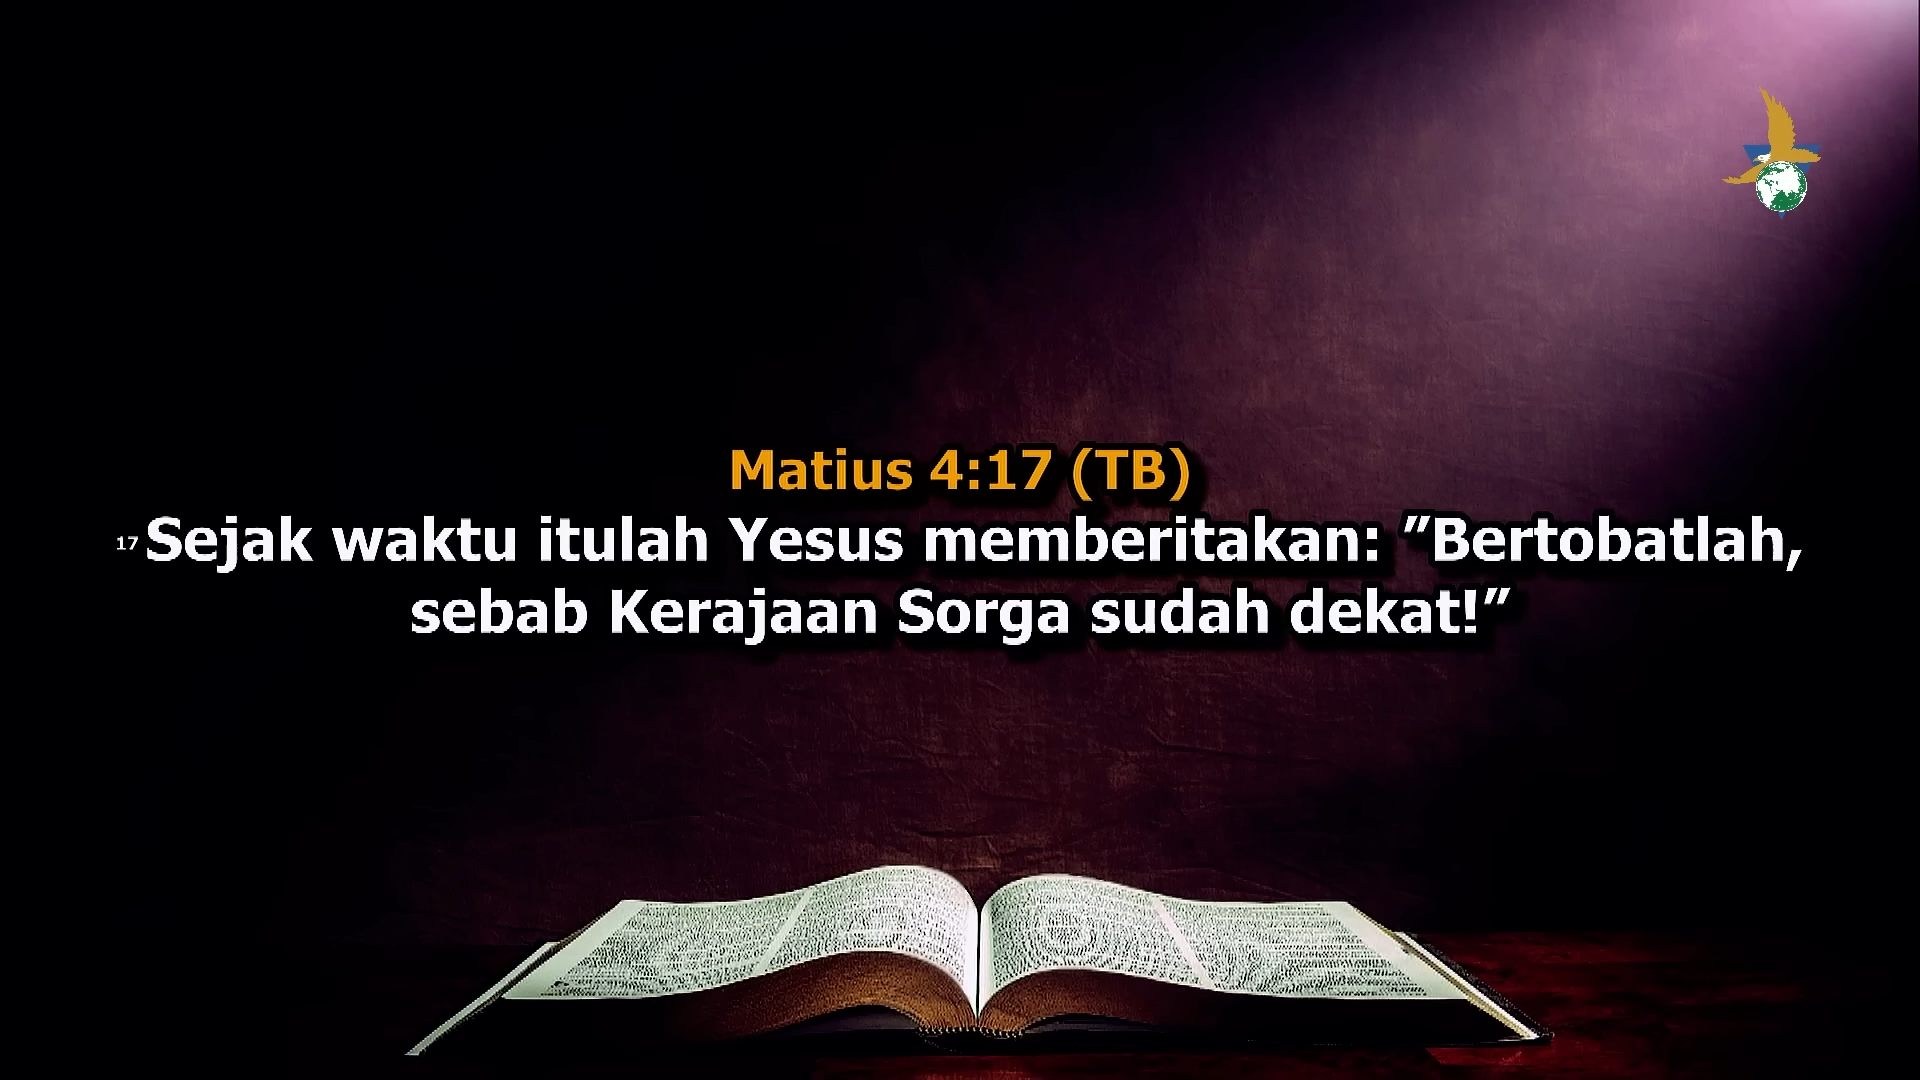 Matius 4:17 (TB)
17 Sejak waktu itulah Yesus memberitakan: ”Bertobatlah,
sebab Kerajaan Sorga sudah dekat!”